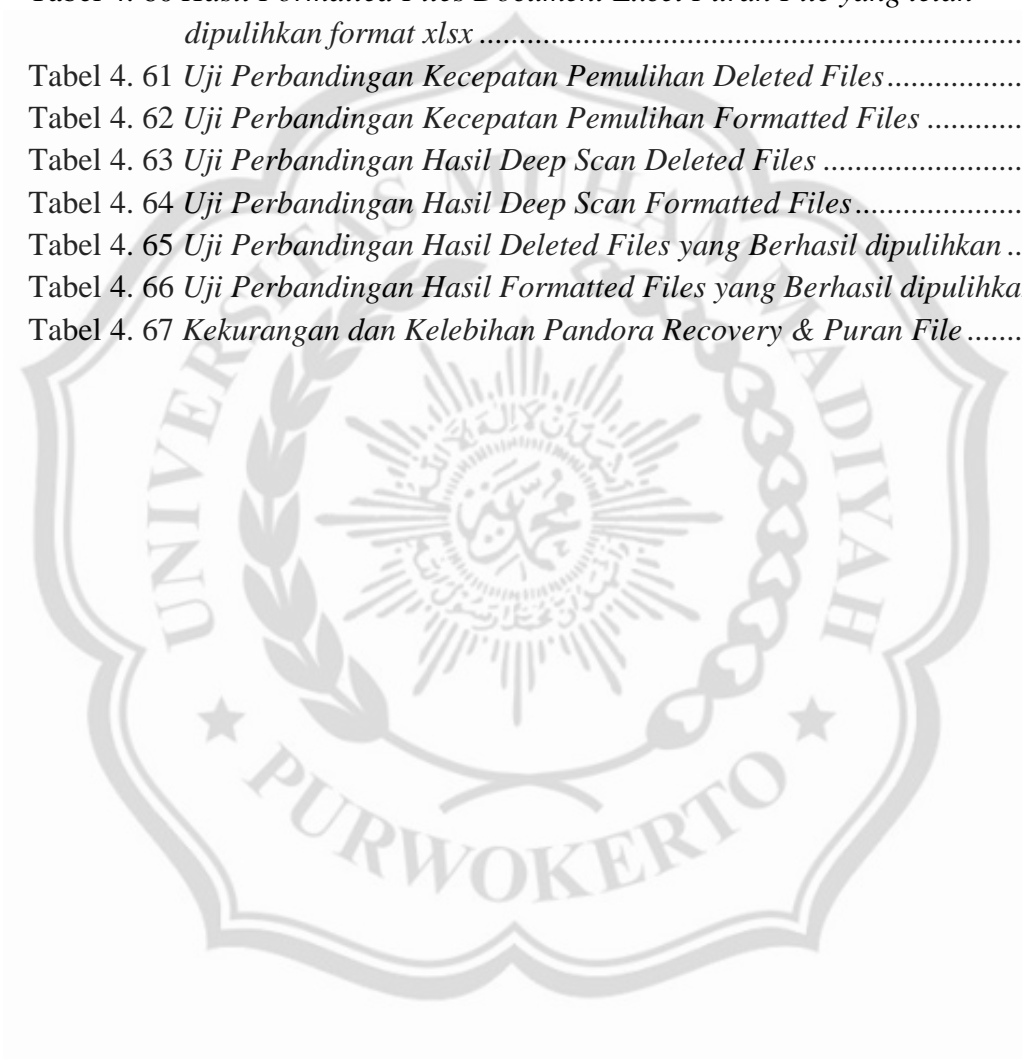 dipulihkan format xlsx ........................................................................
Tabel 4. 61 Uji Perbandingan Kecepatan Pemulihan Deleted Files..................
Tabel 4. 62 Uji Perbandingan Kecepatan Pemulihan Formatted Files ............
Tabel 4. 63 Uji Perbandingan Hasil Deep Scan Deleted Files ..........................
Tabel 4. 64 Uji Perbandingan Hasil Deep Scan Formatted Files.....................
Tabel 4. 65 Uji Perbandingan Hasil Deleted Files yang Berhasil dipulihkan ..
Tabel 4. 66 Uji Perbandingan Hasil Formatted Files yang Berhasil dipulihka
Tabel 4. 67 Kekurangan dan Kelebihan Pandora Recovery & Puran File .......
UNIVERSITAS MUHAMMADIYAH
PURWOKERTO